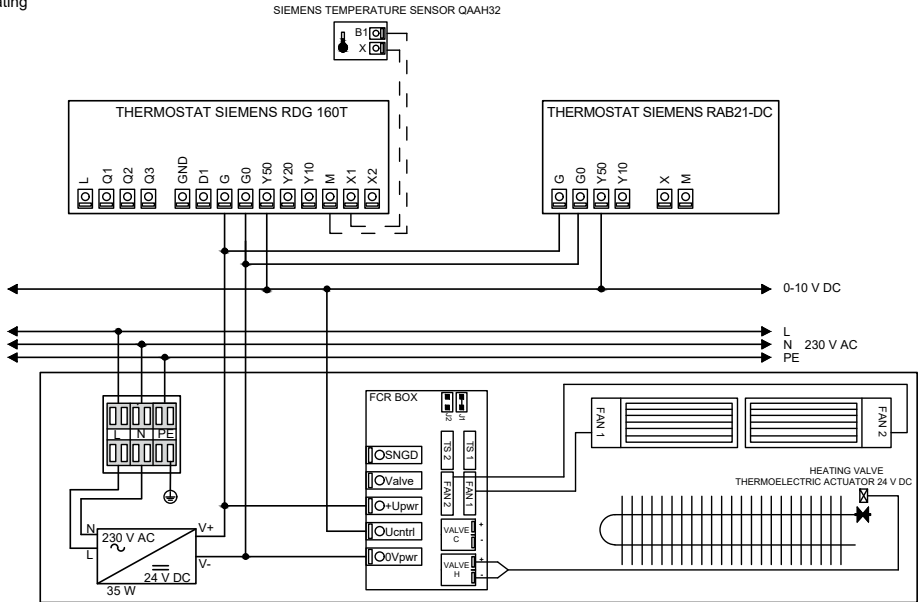 ating
SIEMENS TEMPERATURE SENSOR QAAH32
B1
X
THERMOSTAT SIEMENS RDG 160T
THERMOSTAT SIEMENS RAB21-DC
L Q1 Q2 Q3 GND D1 G G0 Y50 Y20 Y10 M X1 X2
G G0 Y50 Y10 X M
0-10 V DC
L
N 230 V AC
PE
FCR BOX
J2 J1
L N PE
TS 2 TS 1
FAN 2 FAN 1
SNGD
Valve
+Upwr
Ucntrl
0Vpwr
VALVE
C
+
-
VALVE
H
+
-
FAN 1
FAN 2
HEATING VALVE
THERMOELECTRIC ACTUATOR 24 V DC
N
L
230 V AC
24 V DC
V+
V-
35 W